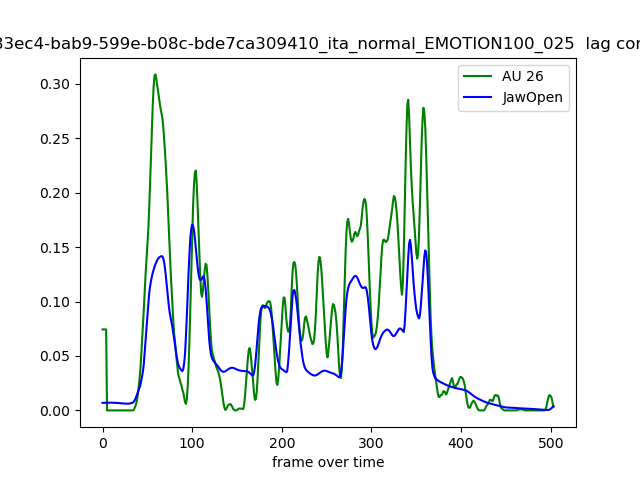 33ec4-bab9-599e-b08c-bde7ca309410_ita_normal_EMOTION100_025 lag cor
AU 26
JawOpen
0.30
0.25
0.20
0.15
0.10
0.05
0.00
0 100 200 300 400 500
frame over time